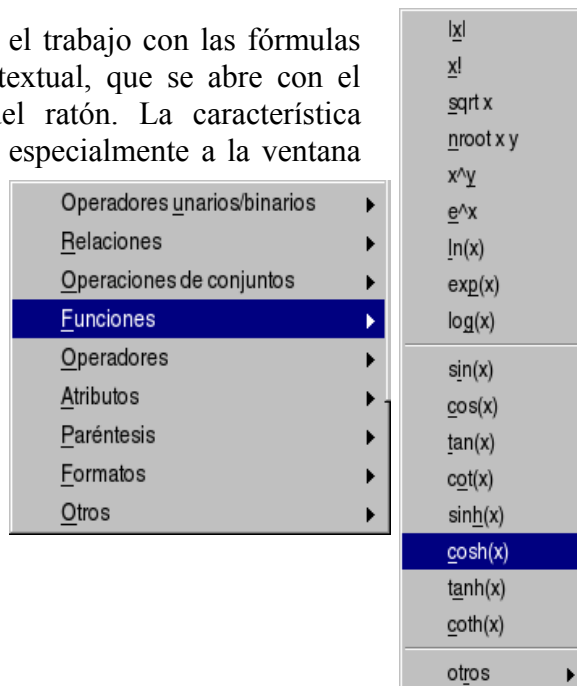 el trabajo con las fórmulas
textual, que se abre con el
el ratón. La característica
especialmente a la ventana
Operadores unarios/binarios
Relaciones
Operaciones de conjuntos
Funciones
Operadores
Atributos
Paréntesis
Formatos
Otros
|x|
x!
sqrt x
nroot x y
x^y
e^x
ln(x)
exp(x)
log(x)
sin(x)
cos(x)
tan(x)
cot(x)
sinh(x)
cosh(x)
tanh(x)
coth(x)
otros